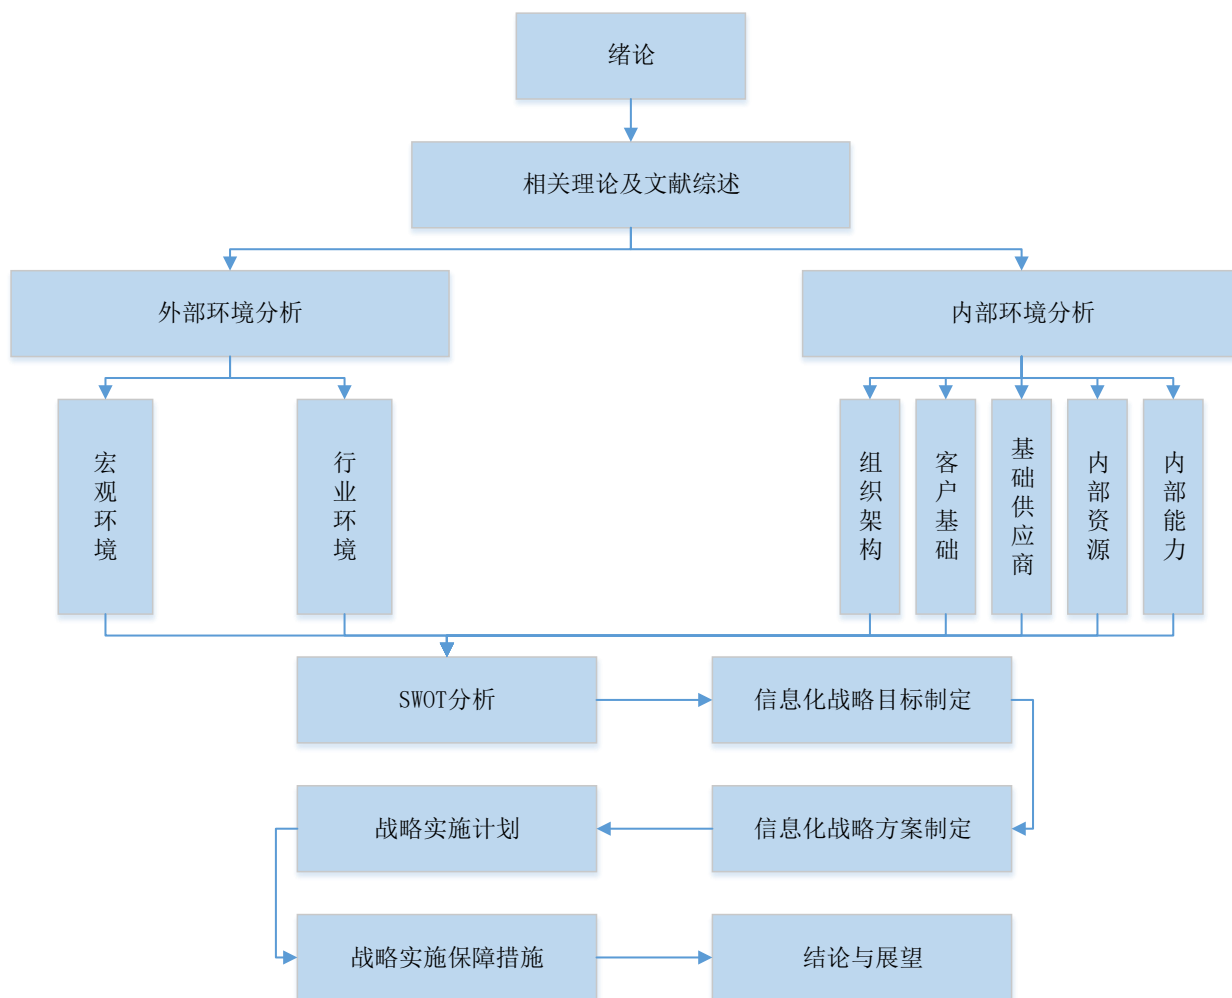 绪论
相关理论及文献综述
外部环境分析
内部环境分析
宏观环境
行业环境
组织架构
客户基础
基础供应商
内部资源
内部能力
SWOT分析
信息化战略目标制定
战略实施计划
信息化战略方案制定
战略实施保障措施
结论与展望